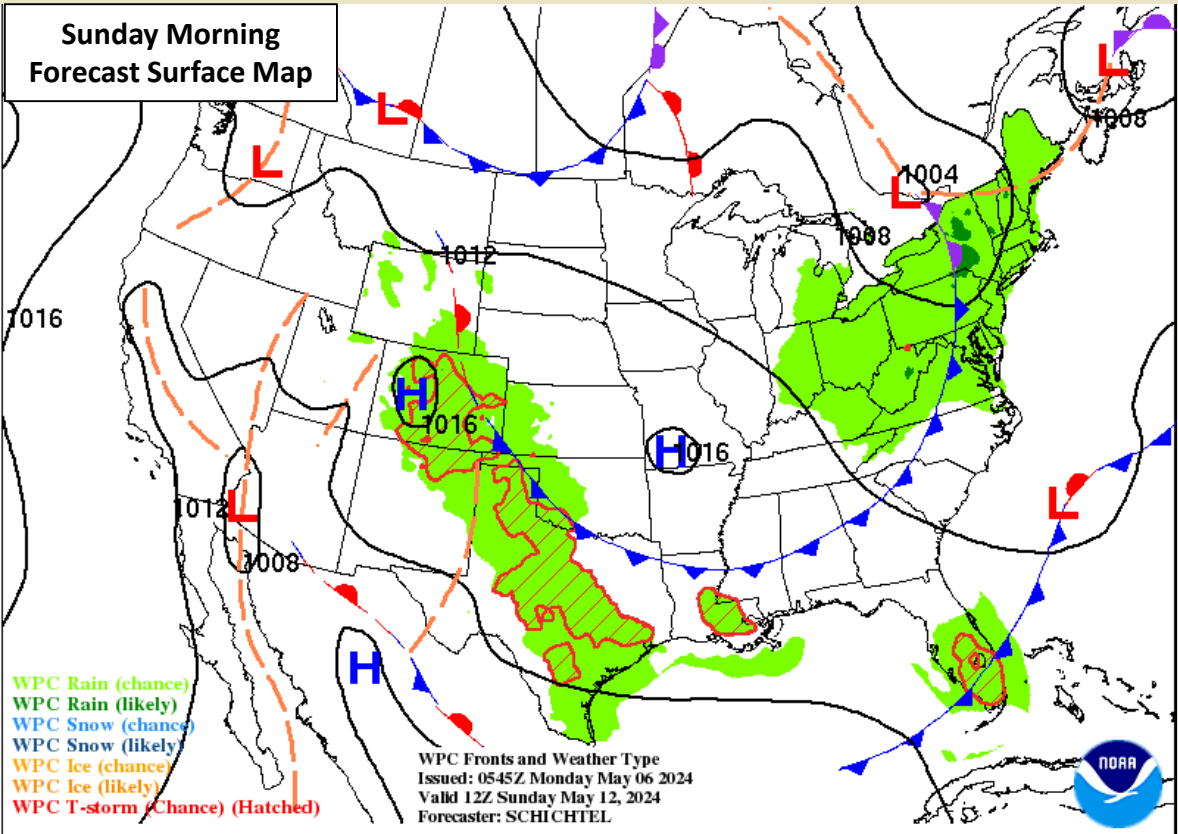 Sunday Morning
Forecast Surface Map
L
L
L
1008
L
1004
L
1008
1012
1016
H
1016
H
1016
1012
L
1008
L
H
WPC Rain (chance)
WPC Rain (likely)
WPC Snow (chance)
WPC Snow (likely)
WPC Ice (chance)
WPC Ice (likely)
WPC T-storm (Chance) (Hatched)
WPC Fronts and Weather Type
Issued: 0545Z Monday May 06 2024
Valid 12Z Sunday May 12, 2024
Forecaster: SCHICHTEL
NOAA